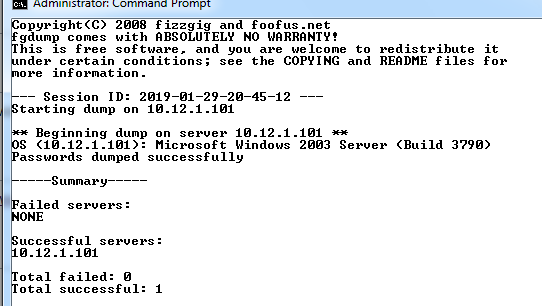 Administrator: Command Prompt
Copyright(C) 2008 fizzgig and foofus.net
fgdump comes with ABSOLUTELY NO WARRANTY!
This is free software, and you are welcome to redistribute it
under certain conditions; see the COPYING and README files for
more information.
--- Session ID: 2019-01-29-20-45-12 ---
Starting dump on 10.12.1.101
** Beginning dump on server 10.12.1.101 **
OS (10.12.1.101): Microsoft Windows 2003 Server (Build 3790)
Passwords dumped successfully
-----Summary-----
Failed servers:
NONE
Successful servers:
10.12.1.101
Total failed: 0
Total successful: 1